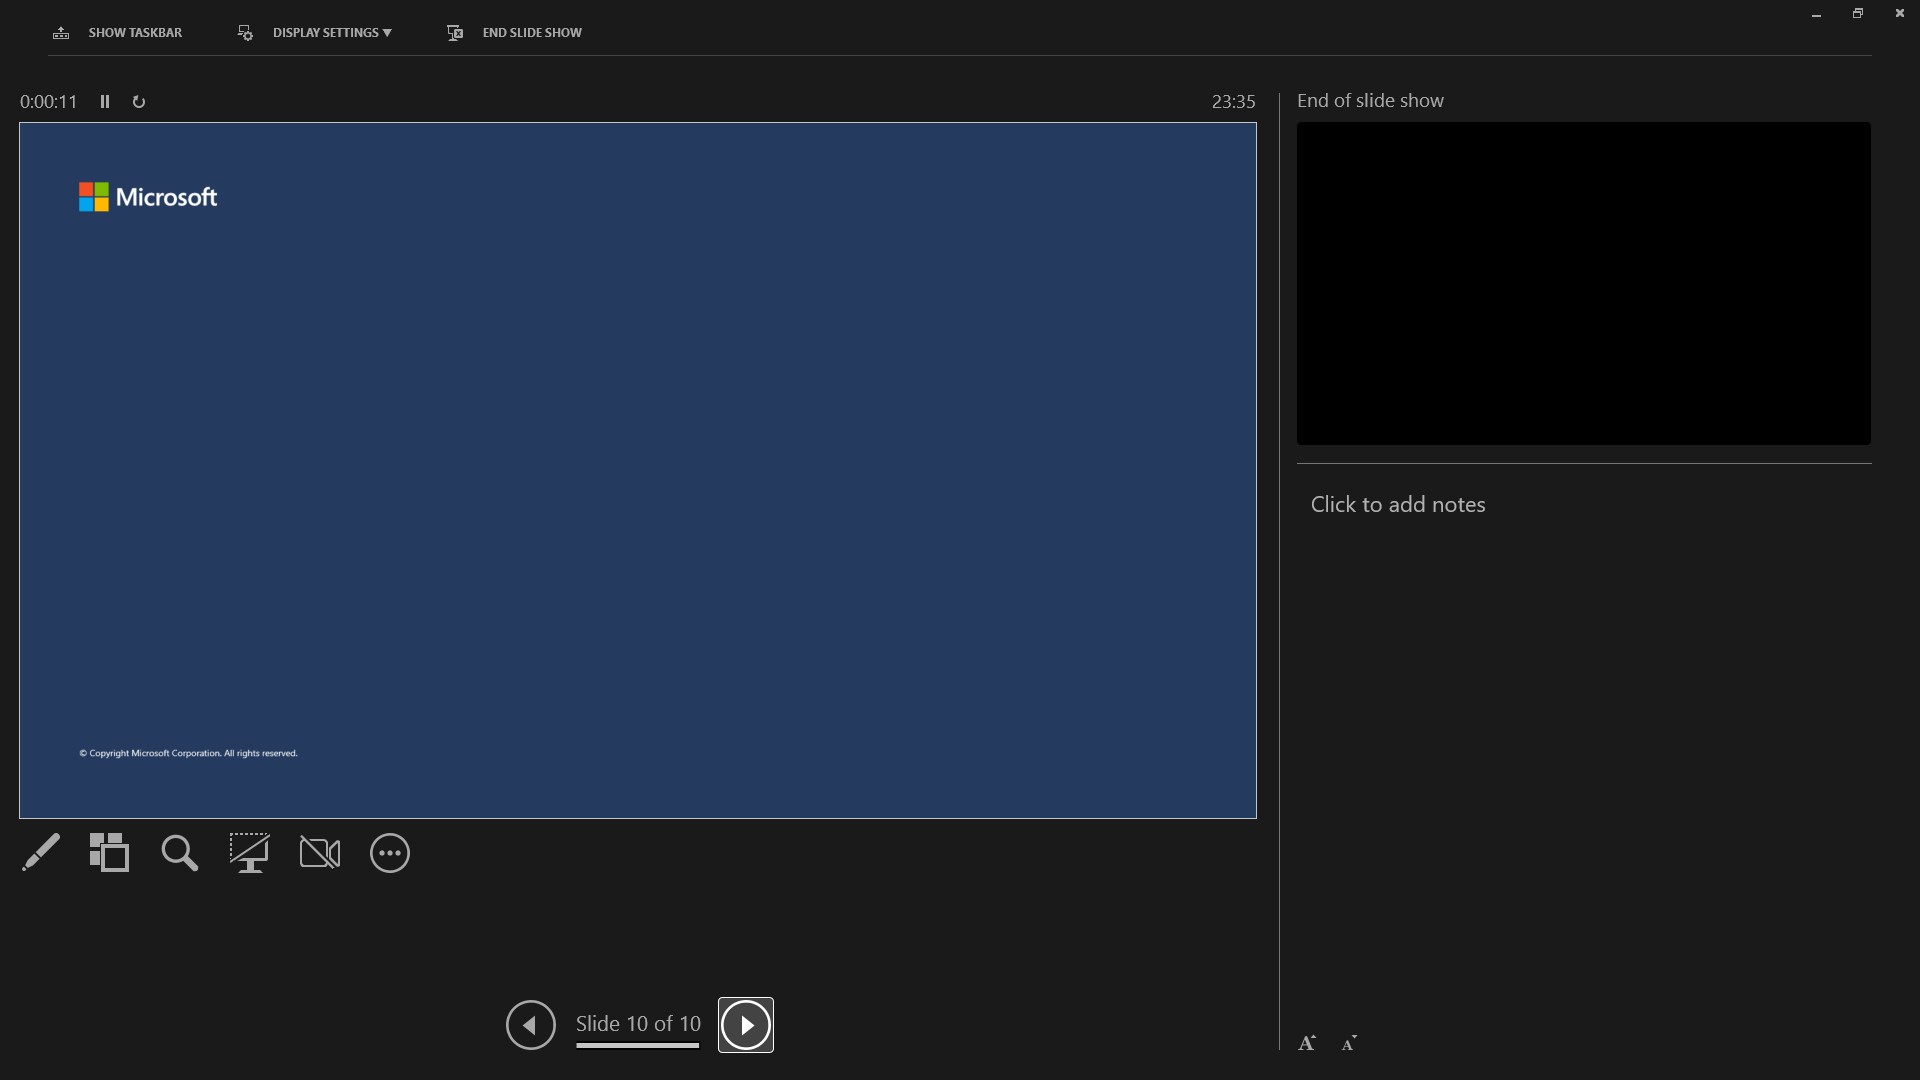 SHOW TASKBAR
DISPLAY SETTINGS ▼
END SLIDE SHOW
0:00:11
23:35
End of slide show
Microsoft
© Copyright Microsoft Corporation. All rights reserved.
Click to add notes
Slide 10 of 10
A A